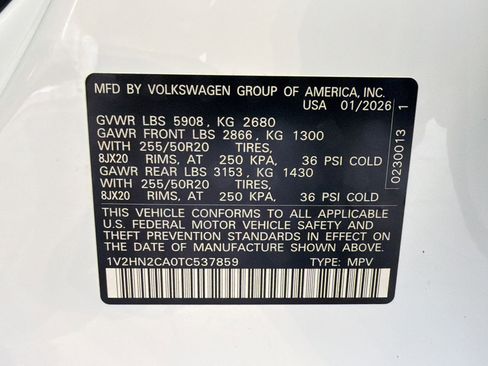 MFD BY VOLKSWAGEN GROUP OF AMERICA, INC.
USA 01/2026
GVWR LBS 5908, KG 2680
GAWR FRONT LBS 2866, KG 1300
WITH 255/50R20 TIRES,
8JX20 RIMS, AT 250 KPA, 36 PSI COLD
GAWR REAR LBS 3153, KG 1430
WITH 255/50R20 TIRES,
8JX20 RIMS, AT 250 KPA, 36 PSI COLD
THIS VEHICLE CONFORMS TO ALL APPLICABLE
U.S. FEDERAL MOTOR VEHICLE SAFETY AND
THEFT PREVENTION STANDARDS IN EFFECT ON THE
DATE OF MANUFACTURE SHOWN ABOVE.
1V2HN2CA0TC537859 TYPE: MPV
0230013 1